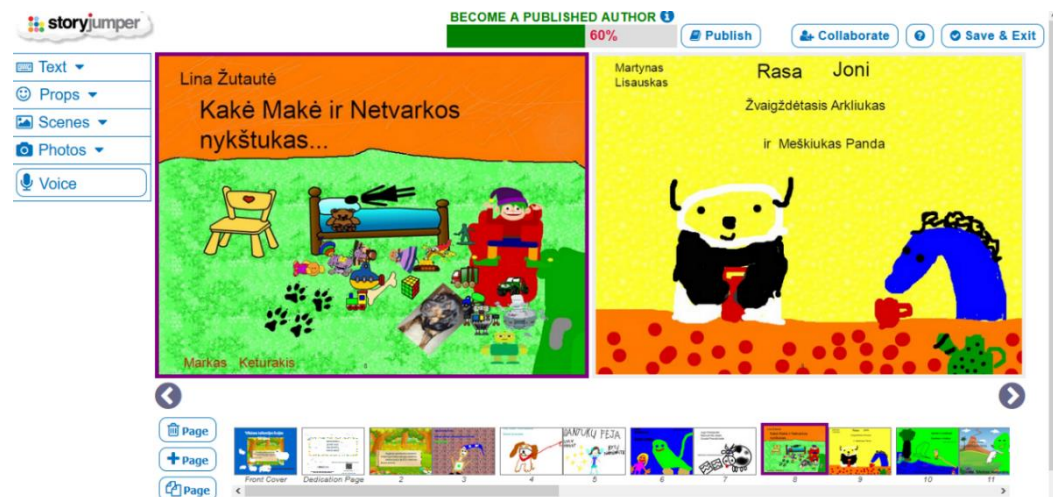 storyjumper
BECOME A PUBLISHED AUTHOR
60%
Publish
Collaborate
Save & Exit
Text
Props
Scenes
Photos
Voice
Lina Žutautė
Kakė Makė ir Netvarkos
nykštukas...
Markas Keturakis
Martynas
Lisauskas
Rasa Joni
Žvaigždėtasis Arkliukas
ir Meškiukas Panda
Page
+ Page
Page
Front Cover
Dedication Page
2
3
4
5
6
7
8
9
10
11